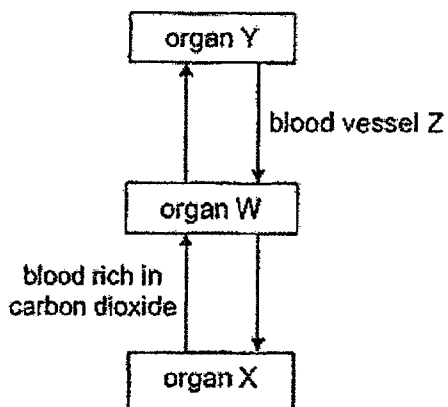 organ Y
blood vessel Z
organ W
blood rich in
carbon dioxide
organ X